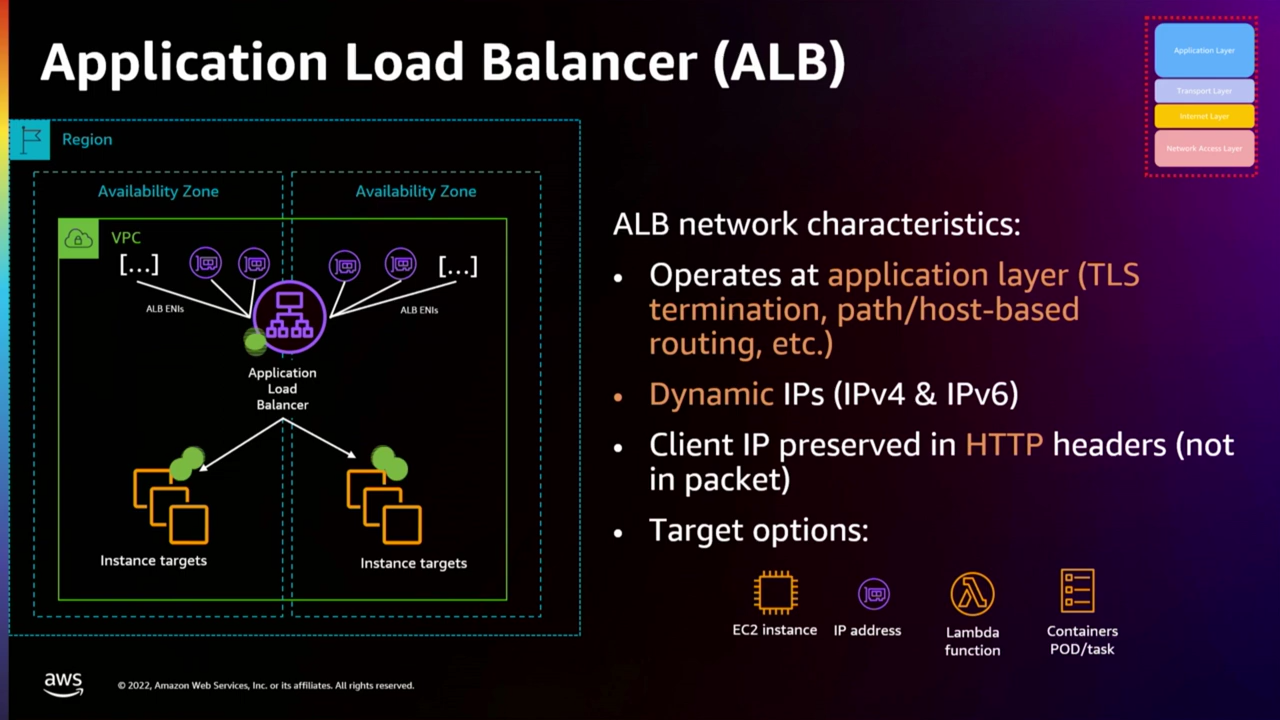 Application Load Balancer (ALB)
Application Layer
Transport Layer
Internet Layer
Network Access Layer
Region
Availability Zone
Availability Zone
VPC
[...]
[...]
ALB ENIs
ALB ENIs
Application
Load
Balancer
Instance targets
Instance targets
ALB network characteristics:
• Operates at application layer (TLS
termination, path/host-based
routing, etc.)
• Dynamic IPs (IPv4 & IPv6)
• Client IP preserved in HTTP headers (not
in packet)
• Target options:
EC2 instance
IP address
Lambda
function
Containers
POD/task
aws
© 2022, Amazon Web Services, Inc. or its affiliates. All rights reserved.